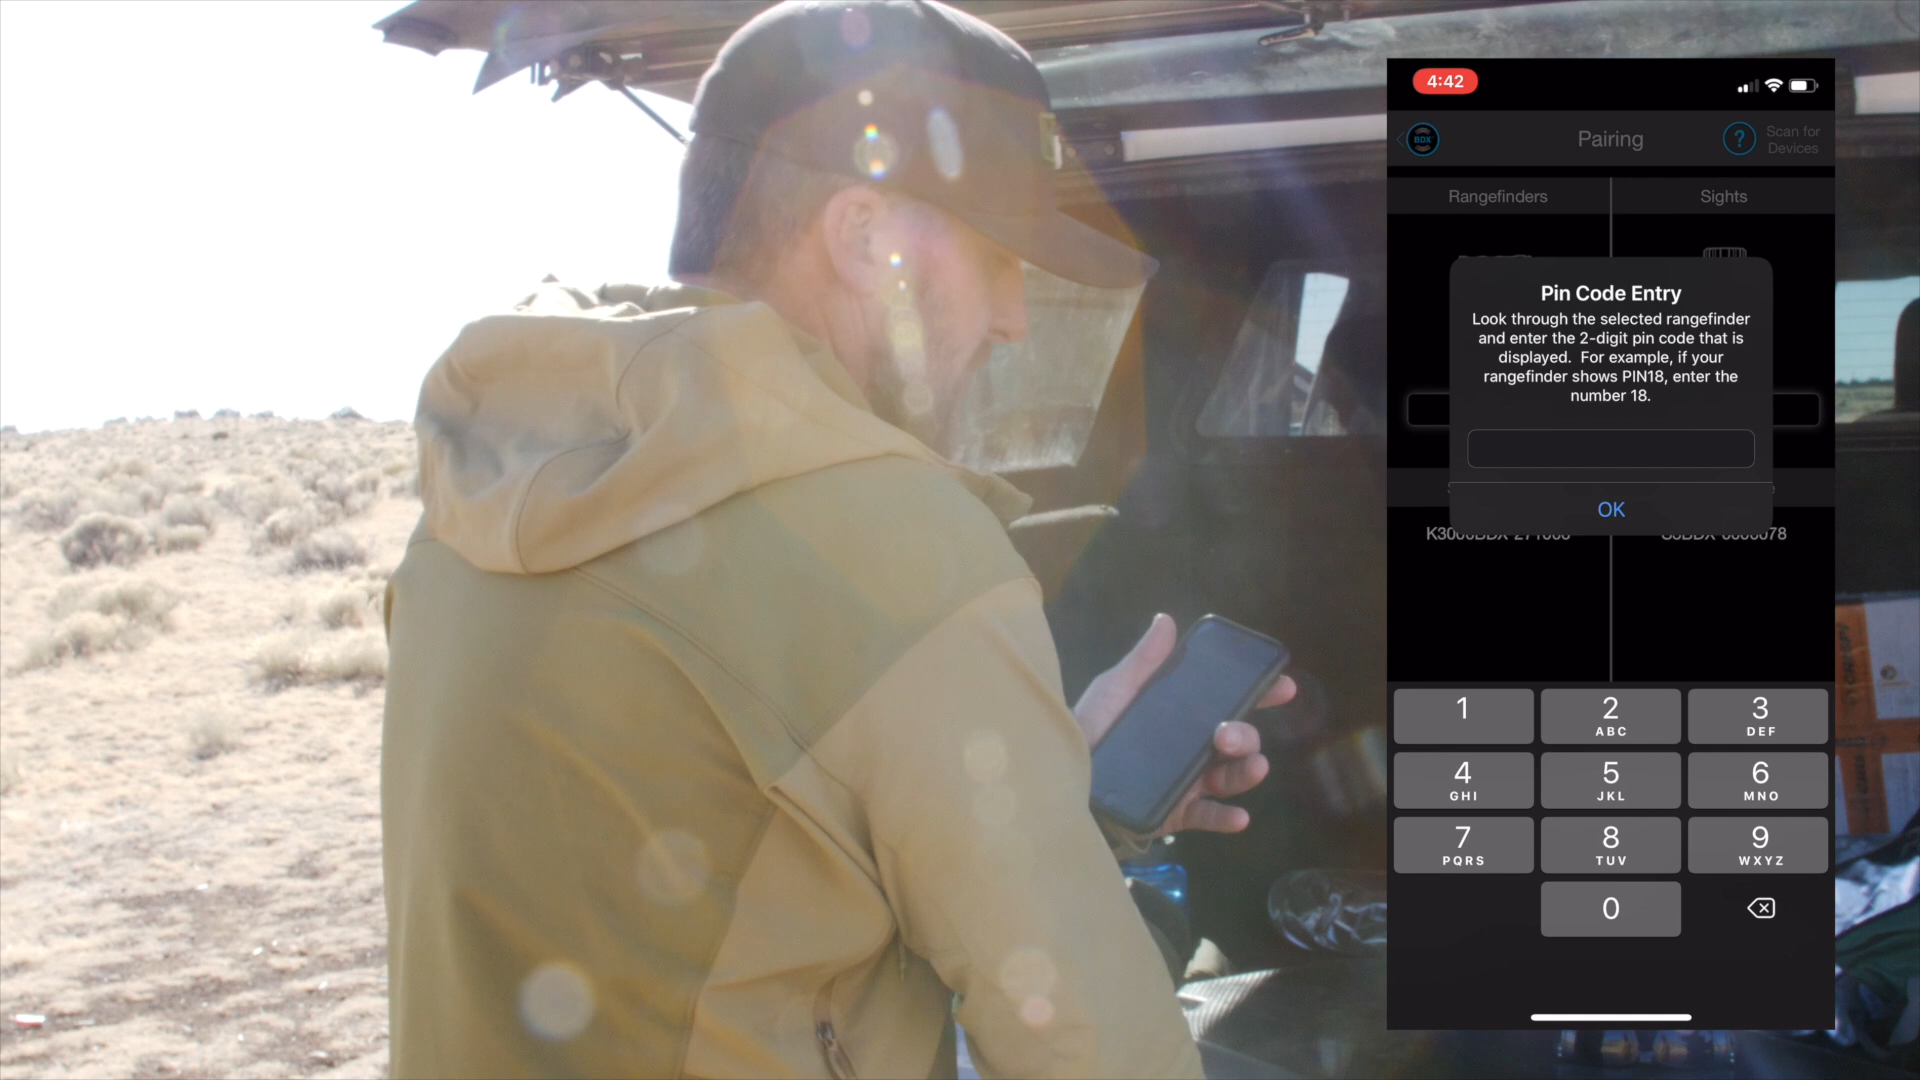 4:42
BDX
Pairing
?
Scan for
Devices
Rangefinders
Sights
Pin Code Entry
Look through the selected rangefinder
and enter the 2-digit pin code that is
displayed. For example, if your
rangefinder shows PIN18, enter the
number 18.
OK
1
2
ABC
3
DEF
4
GHI
5
JKL
6
MNO
7
PQRS
8
TUV
9
WXYZ
0